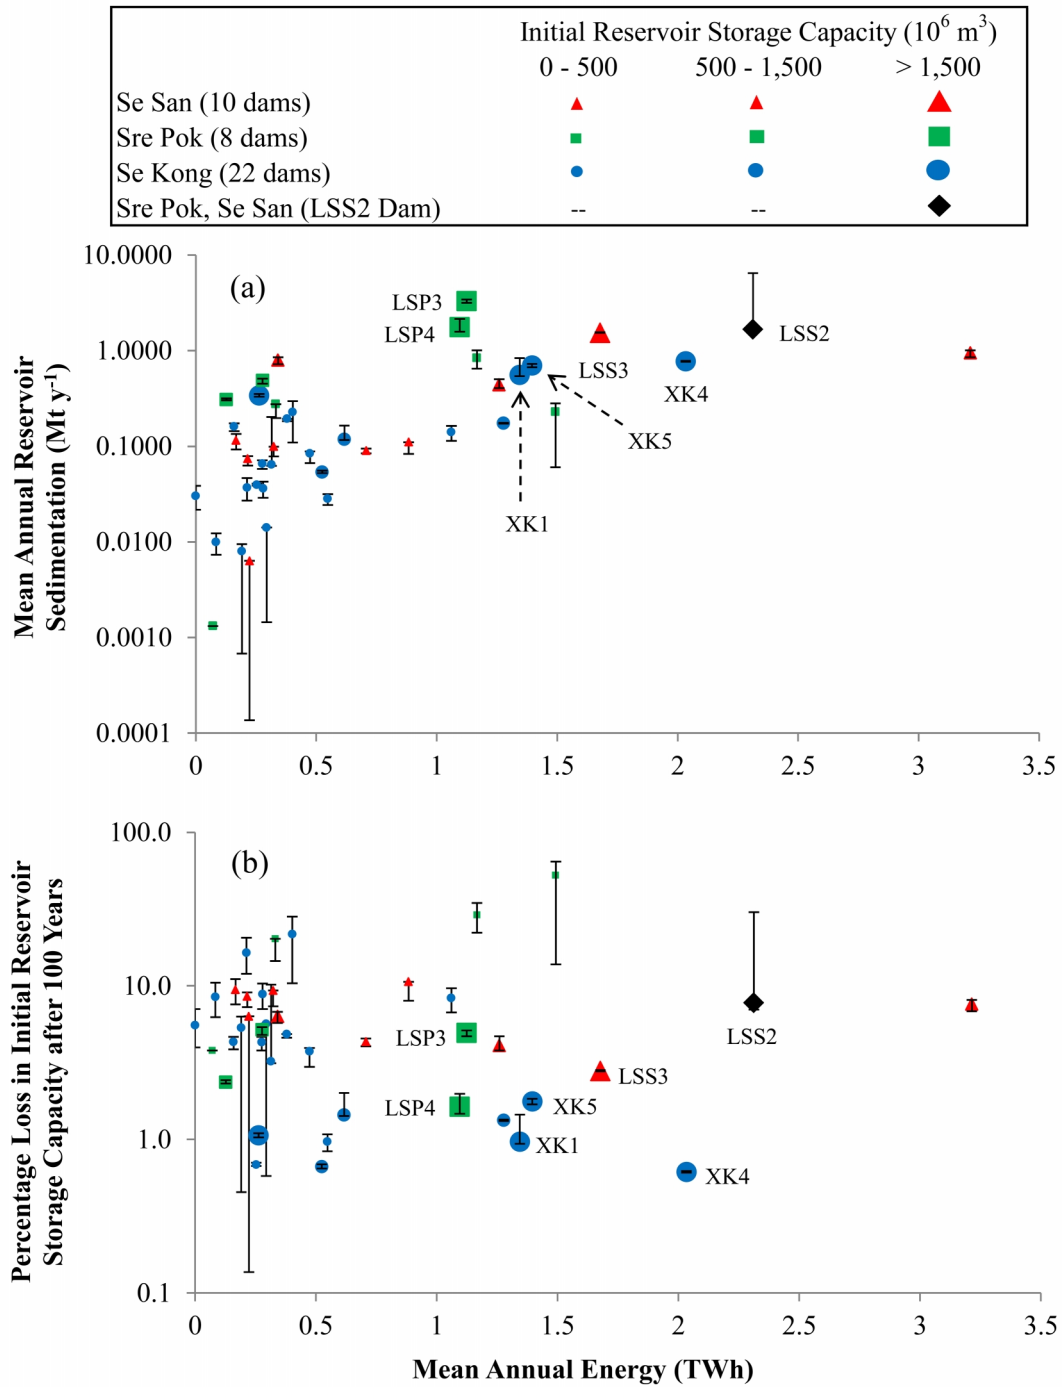 Initial Reservoir Storage Capacity (10⁶ m³)
0 - 500 500 - 1,500 > 1,500
Se San (10 dams)
Sre Pok (8 dams)
Se Kong (22 dams)
Sre Pok, Se San (LSS2 Dam) -- --
10.0000
1.0000
0.1000
0.0100
0.0010
0.0001
Mean Annual Reservoir
Sedimentation (Mt y⁻¹)
(a)
LSP3
LSP4
LSS3
LSS2
XK4
XK5
XK1
0 0.5 1 1.5 2 2.5 3 3.5
100.0
10.0
1.0
0.1
Percentage Loss in Initial Reservoir
Storage Capacity after 100 Years
(b)
LSP3
LSS2
LSS3
LSP4
XK5
XK1
XK4
0 0.5 1 1.5 2 2.5 3 3.5
Mean Annual Energy (TWh)